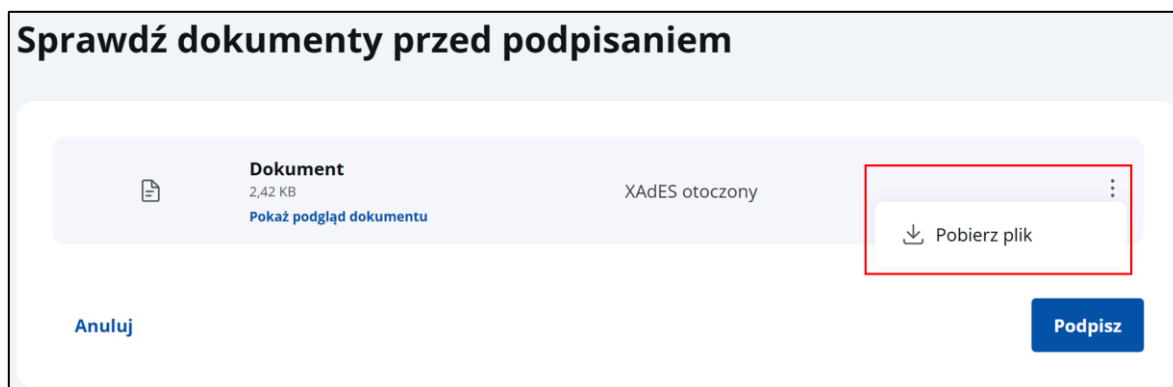 Sprawdź dokumenty przed podpisaniem
Dokument
2,42 KB
Pokaż podgląd dokumentu
XAdES otoczony
Pobierz plik
Anuluj
Podpisz